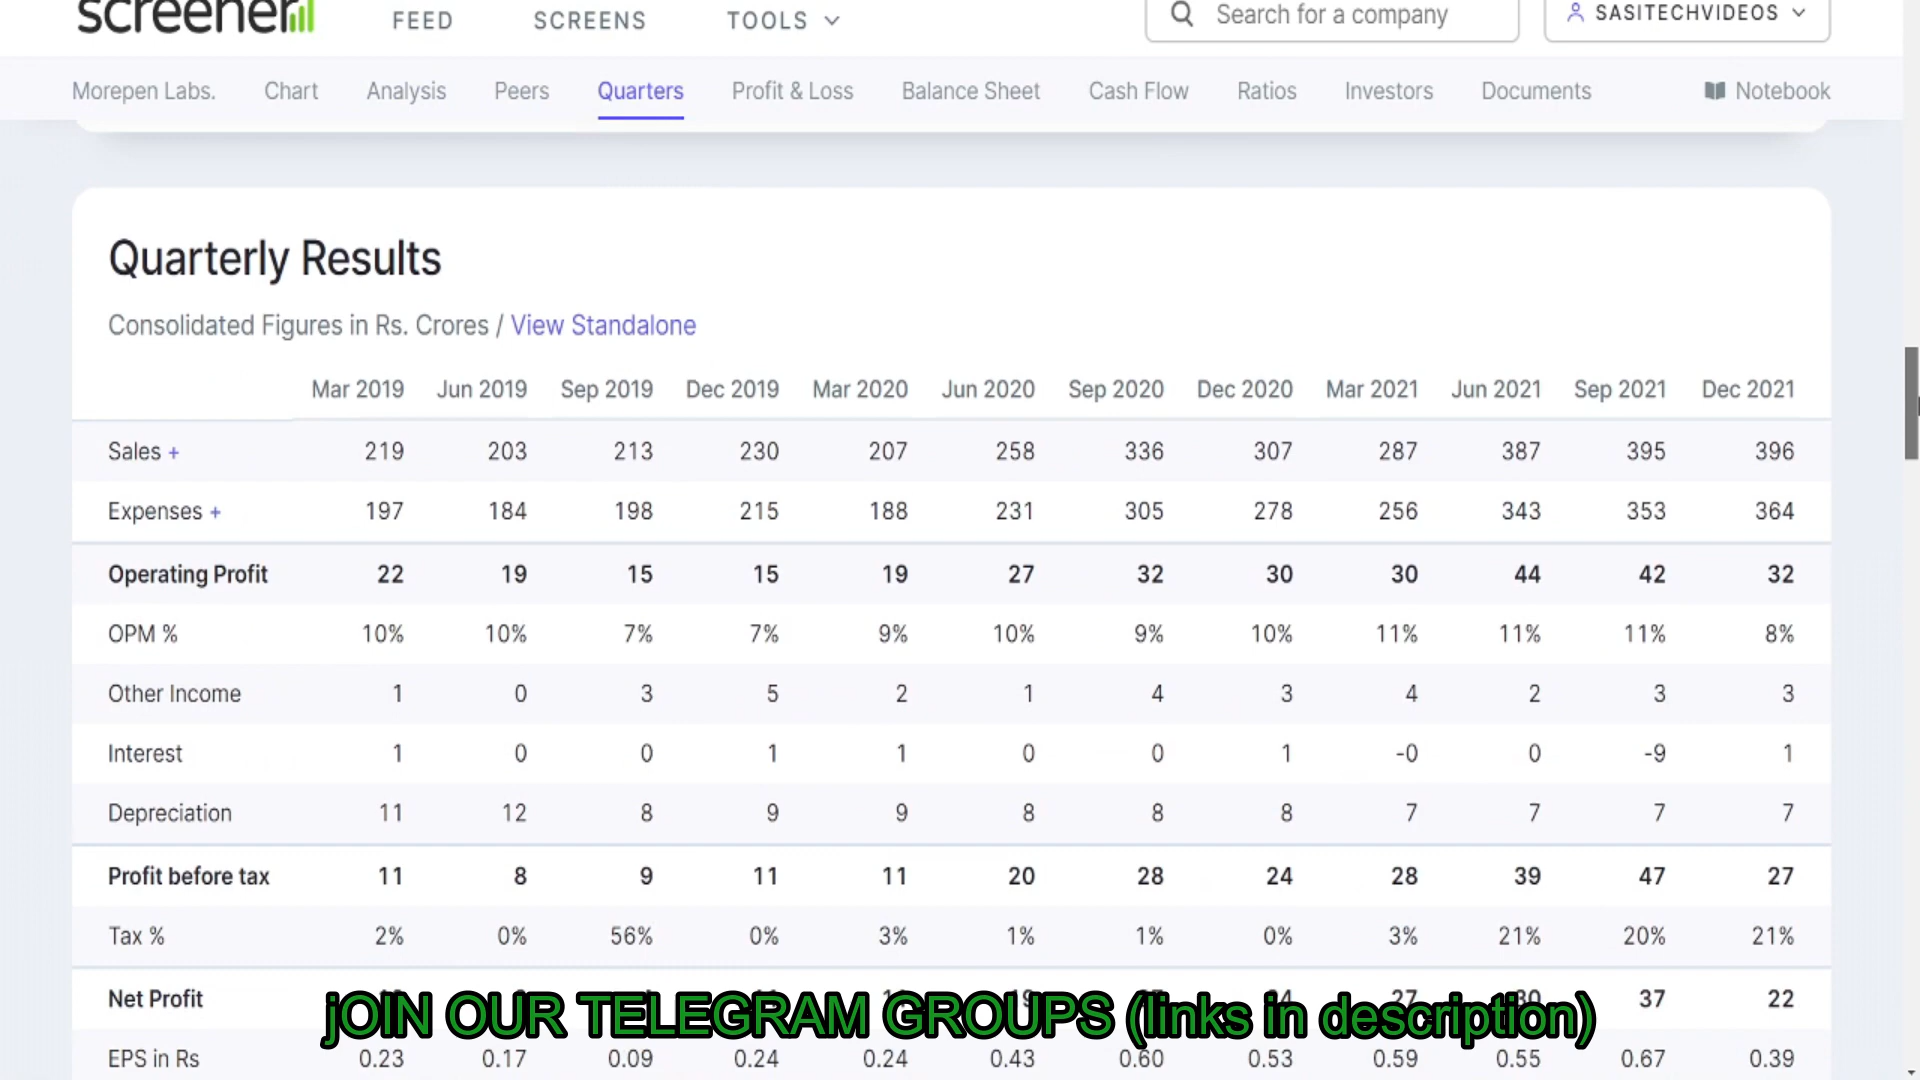 screener
FEED SCREENS TOOLS Search for a company SASITECHVIDEOS
Morepen Labs. Chart Analysis Peers Quarters Profit & Loss Balance Sheet Cash Flow Ratios Investors Documents Notebook
Quarterly Results
Consolidated Figures in Rs. Crores / View Standalone
Mar 2019 Jun 2019 Sep 2019 Dec 2019 Mar 2020 Jun 2020 Sep 2020 Dec 2020 Mar 2021 Jun 2021 Sep 2021 Dec 2021
Sales + 219 203 213 230 207 258 336 307 287 387 395 396
Expenses + 197 184 198 215 188 231 305 278 256 343 353 364
Operating Profit 22 19 15 15 19 27 32 30 30 44 42 32
OPM % 10% 10% 7% 7% 9% 10% 9% 10% 11% 11% 11% 8%
Other Income 1 0 3 5 2 1 4 3 4 2 3 3
Interest 1 0 0 1 1 0 0 1 -0 0 -9 1
Depreciation 11 12 8 9 9 8 8 8 7 7 7 7
Profit before tax 11 8 9 11 11 20 28 24 28 39 47 27
Tax % 2% 0% 56% 0% 3% 1% 1% 0% 3% 21% 20% 21%
Net Profit 37 22
jOIN OUR TELEGRAM GROUPS (links in description)
EPS in Rs 0.23 0.17 0.09 0.24 0.24 0.43 0.60 0.53 0.59 0.55 0.67 0.39